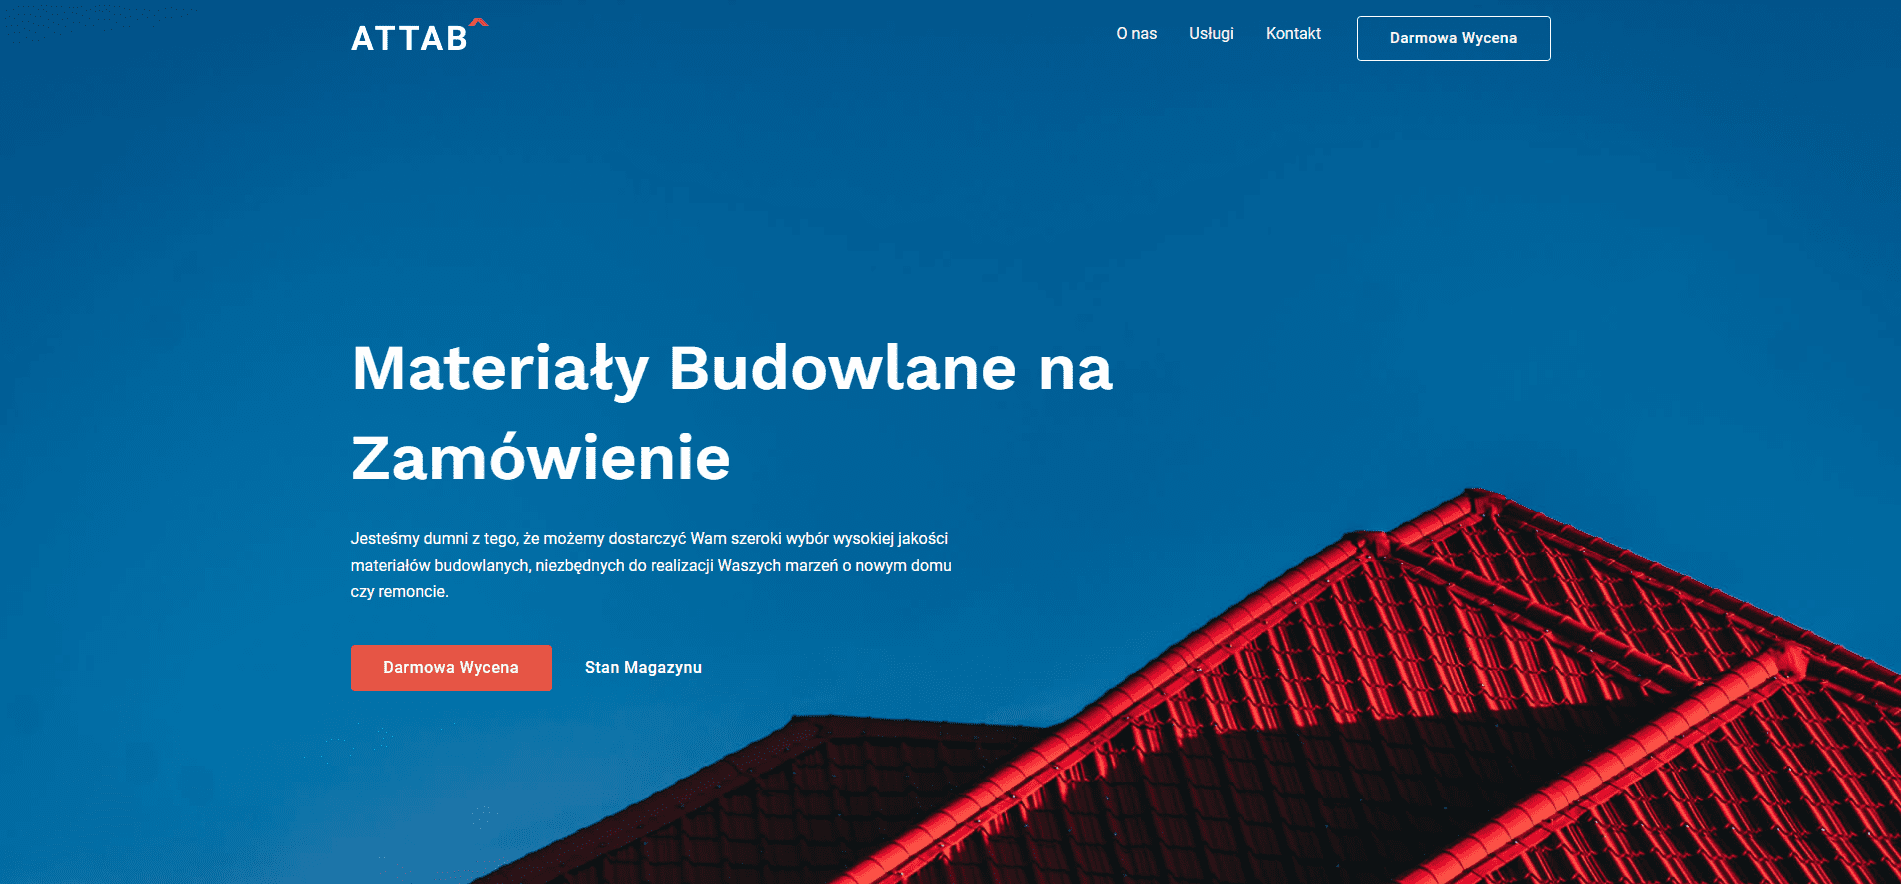 ATTAB
O nas
Usługi
Kontakt
Darmowa Wycena
Materiały Budowlane na
Zamówienie
Jesteśmy dumni z tego, że możemy dostarczyć Wam szeroki wybór wysokiej jakości
materiałów budowlanych, niezbędnych do realizacji Waszych marzeń o nowym domu
czy remoncie.
Darmowa Wycena
Stan Magazynu